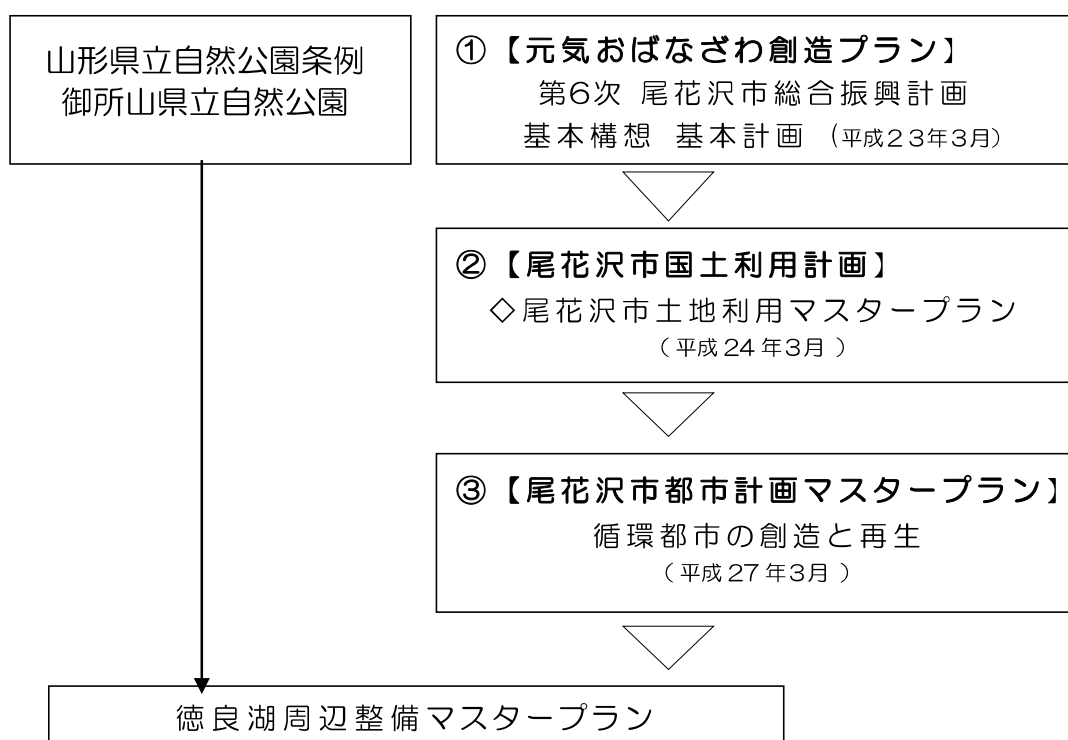 山形県立自然公園条例
御所山県立自然公園
①【元気おばなざわ創造プラン】
第6次 尾花沢市総合振興計画
基本構想 基本計画 (平成23年3月)
②【尾花沢市国土利用計画】
◇尾花沢市土地利用マスタープラン
(平成24年3月)
③【尾花沢市都市計画マスタープラン】
循環都市の創造と再生
(平成27年3月)
徳良湖周辺整備マスタープラン